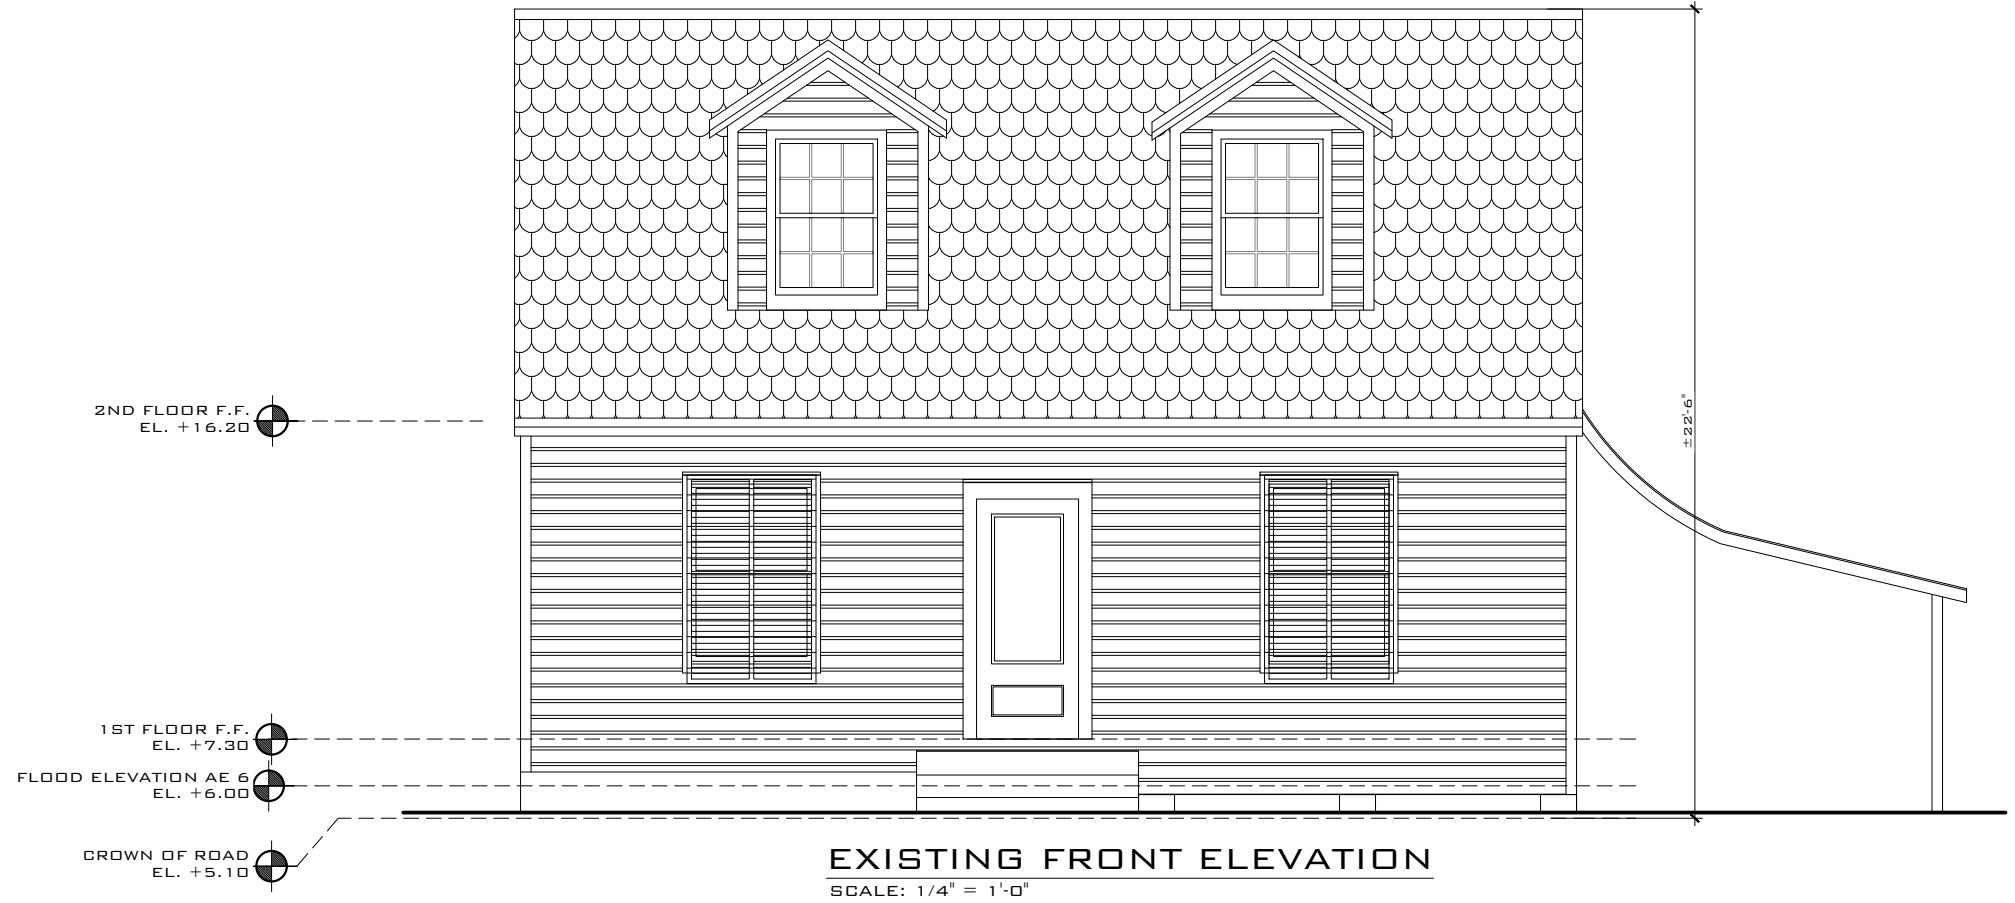 2ND FLOOR F.F.
EL. +16.20
±22'-6"
1ST FLOOR F.F.
EL. +7.30
FLOOD ELEVATION AE 6
EL. +6.00
CROWN OF ROAD
EL. +5.10
EXISTING FRONT ELEVATION
SCALE: 1/4" = 1'-0"